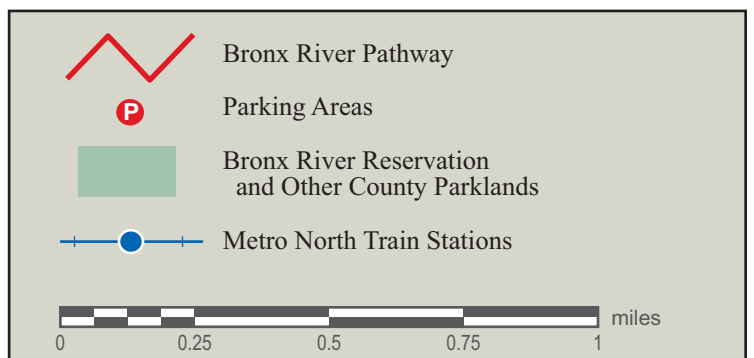 Bronx River Pathway
P
Parking Areas
Bronx River Reservation
and Other County Parklands
Metro North Train Stations
miles
0 0.25 0.5 0.75 1